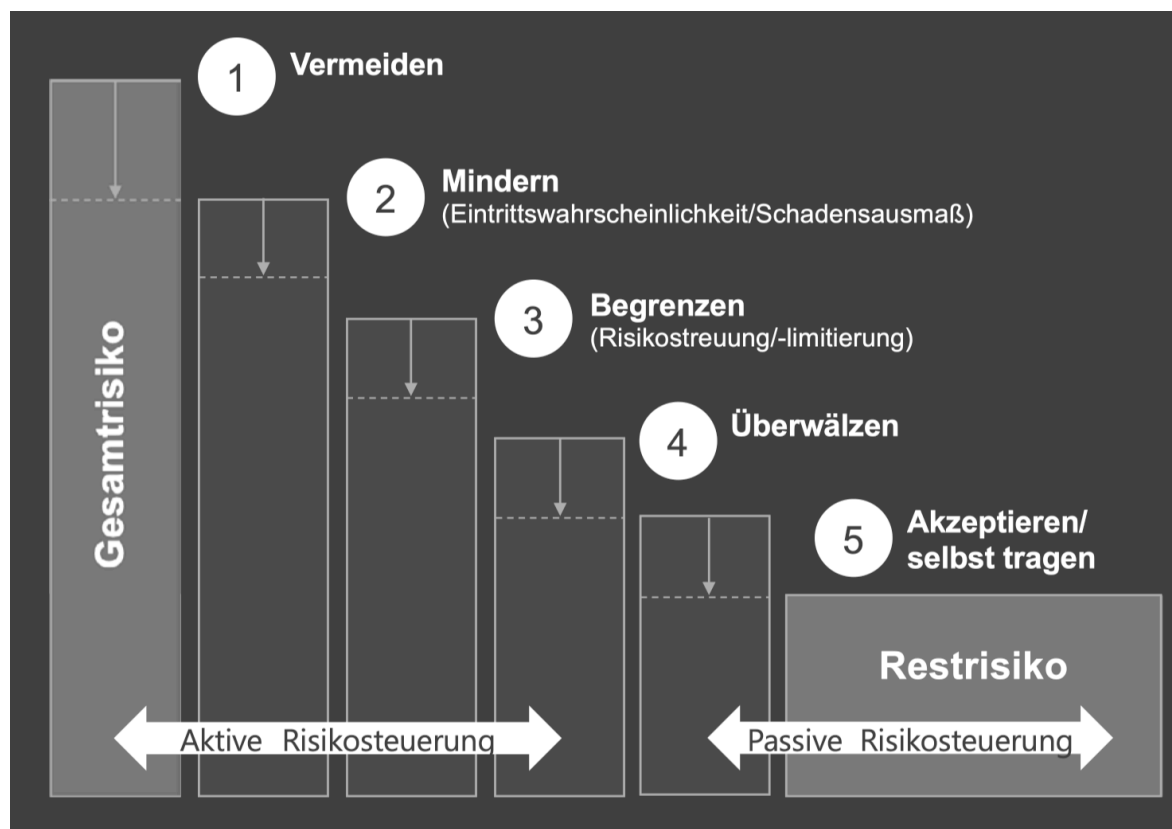 1
Vermeiden
2
Mindern
(Eintrittswahrscheinlichkeit/Schadensausmaß)
3
Begrenzen
(Risikostreuung/-limitierung)
4
Überwälzen
5
Akzeptieren/
selbst tragen
Gesamtrisiko
Restrisiko
Aktive Risikosteuerung
Passive Risikosteuerung